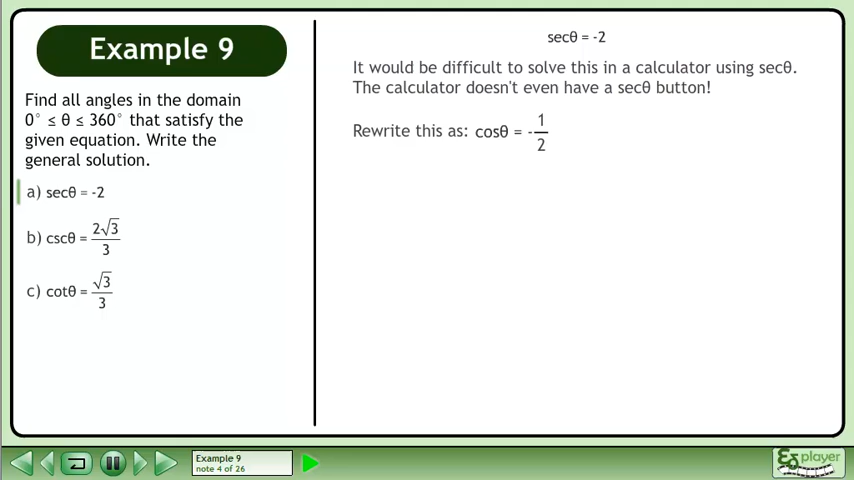 Example 9
Find all angles in the domain
0° ≤ θ ≤ 360° that satisfy the
given equation. Write the
general solution.
a) secθ = -2
b) cscθ = 2√3/3
c) cotθ = √3/3
secθ = -2
It would be difficult to solve this in a calculator using secθ.
The calculator doesn't even have a secθ button!
Rewrite this as: cosθ = -1/2
Example 9
note 4 of 26
player